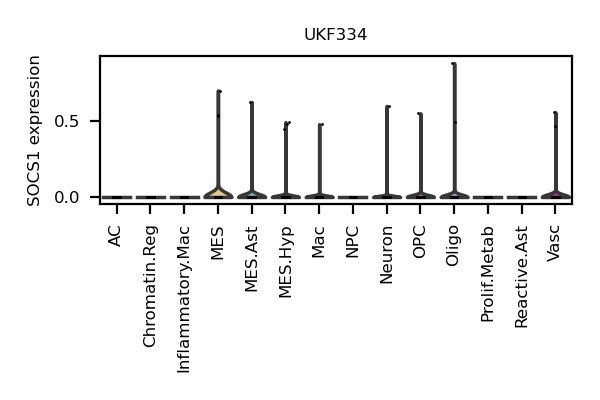 UKF334
SOCS1 expression
0.5
0.0
AC
Chromatin.Reg
Inflammatory.Mac
MES
MES.Ast
MES.Hyp
Mac
NPC
Neuron
OPC
Oligo
Prolif.Metab
Reactive.Ast
Vasc